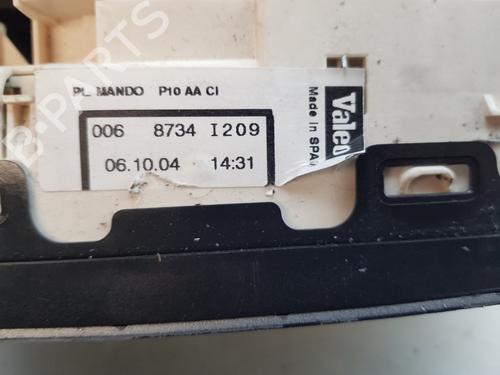 PL MANDO P10 AA CI
006 8734 I209
06.10.04 14:31
Valeo
Made in SPA
B-PARTS